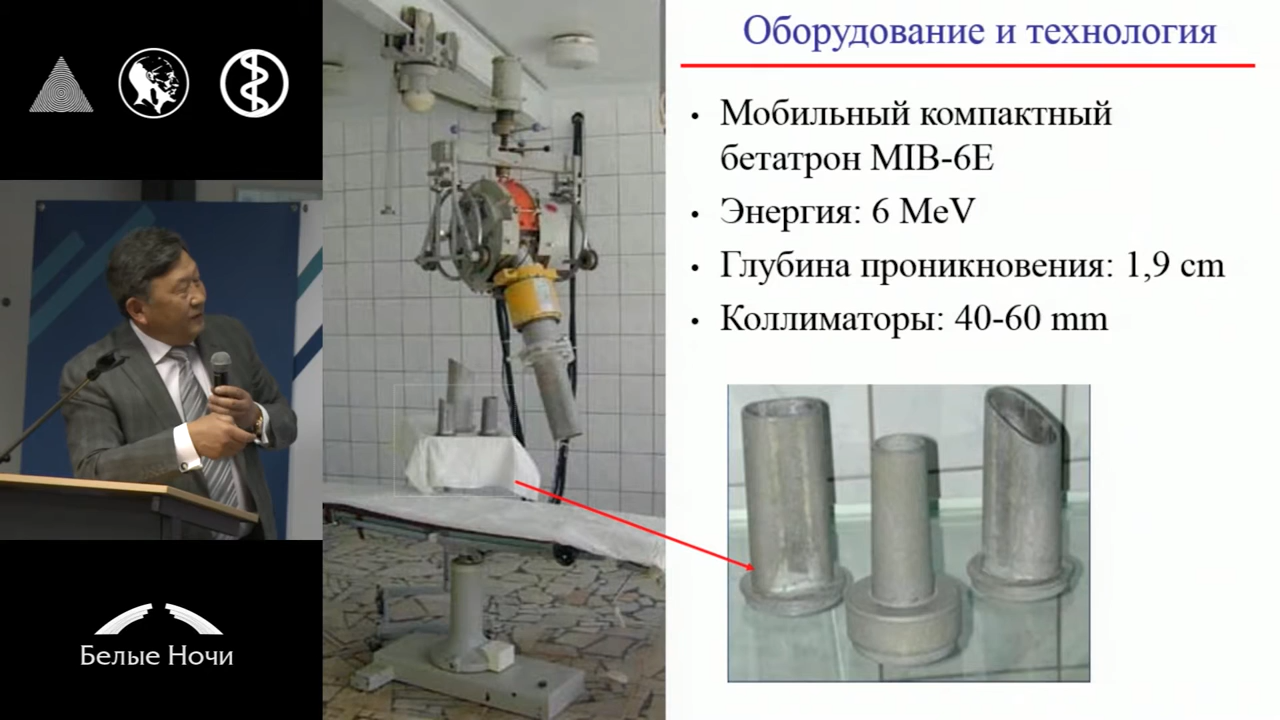 Оборудование и технология
• Мобильный компактный
бетатрон MIB-6E
• Энергия: 6 MeV
• Глубина проникновения: 1,9 cm
• Коллиматоры: 40-60 mm
Белые Ночи